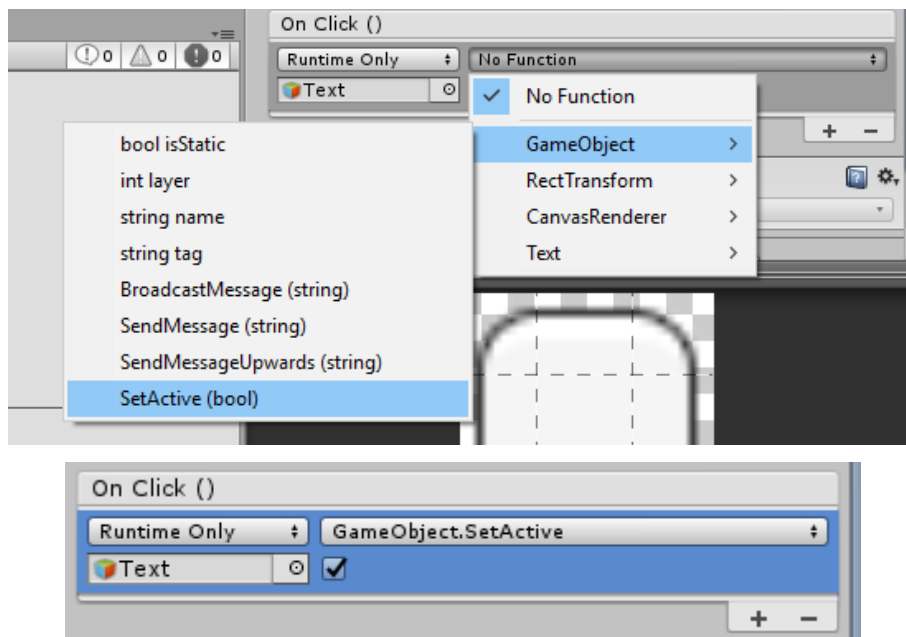 On Click ()
0 0 0
Runtime Only No Function
Text
No Function
GameObject
RectTransform
CanvasRenderer
Text
bool isStatic
int layer
string name
string tag
BroadcastMessage (string)
SendMessage (string)
SendMessageUpwards (string)
SetActive (bool)
On Click ()
Runtime Only GameObject.SetActive
Text